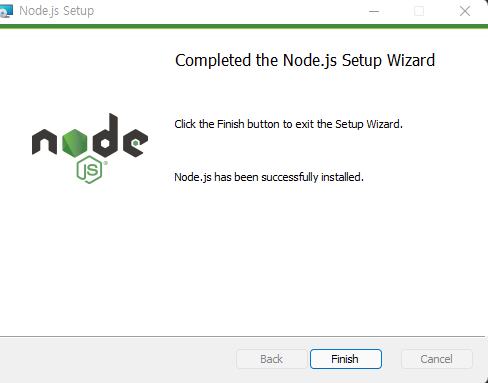 Node.js Setup
Completed the Node.js Setup Wizard
Click the Finish button to exit the Setup Wizard.
node
JS
Node.js has been successfully installed.
Back
Finish
Cancel